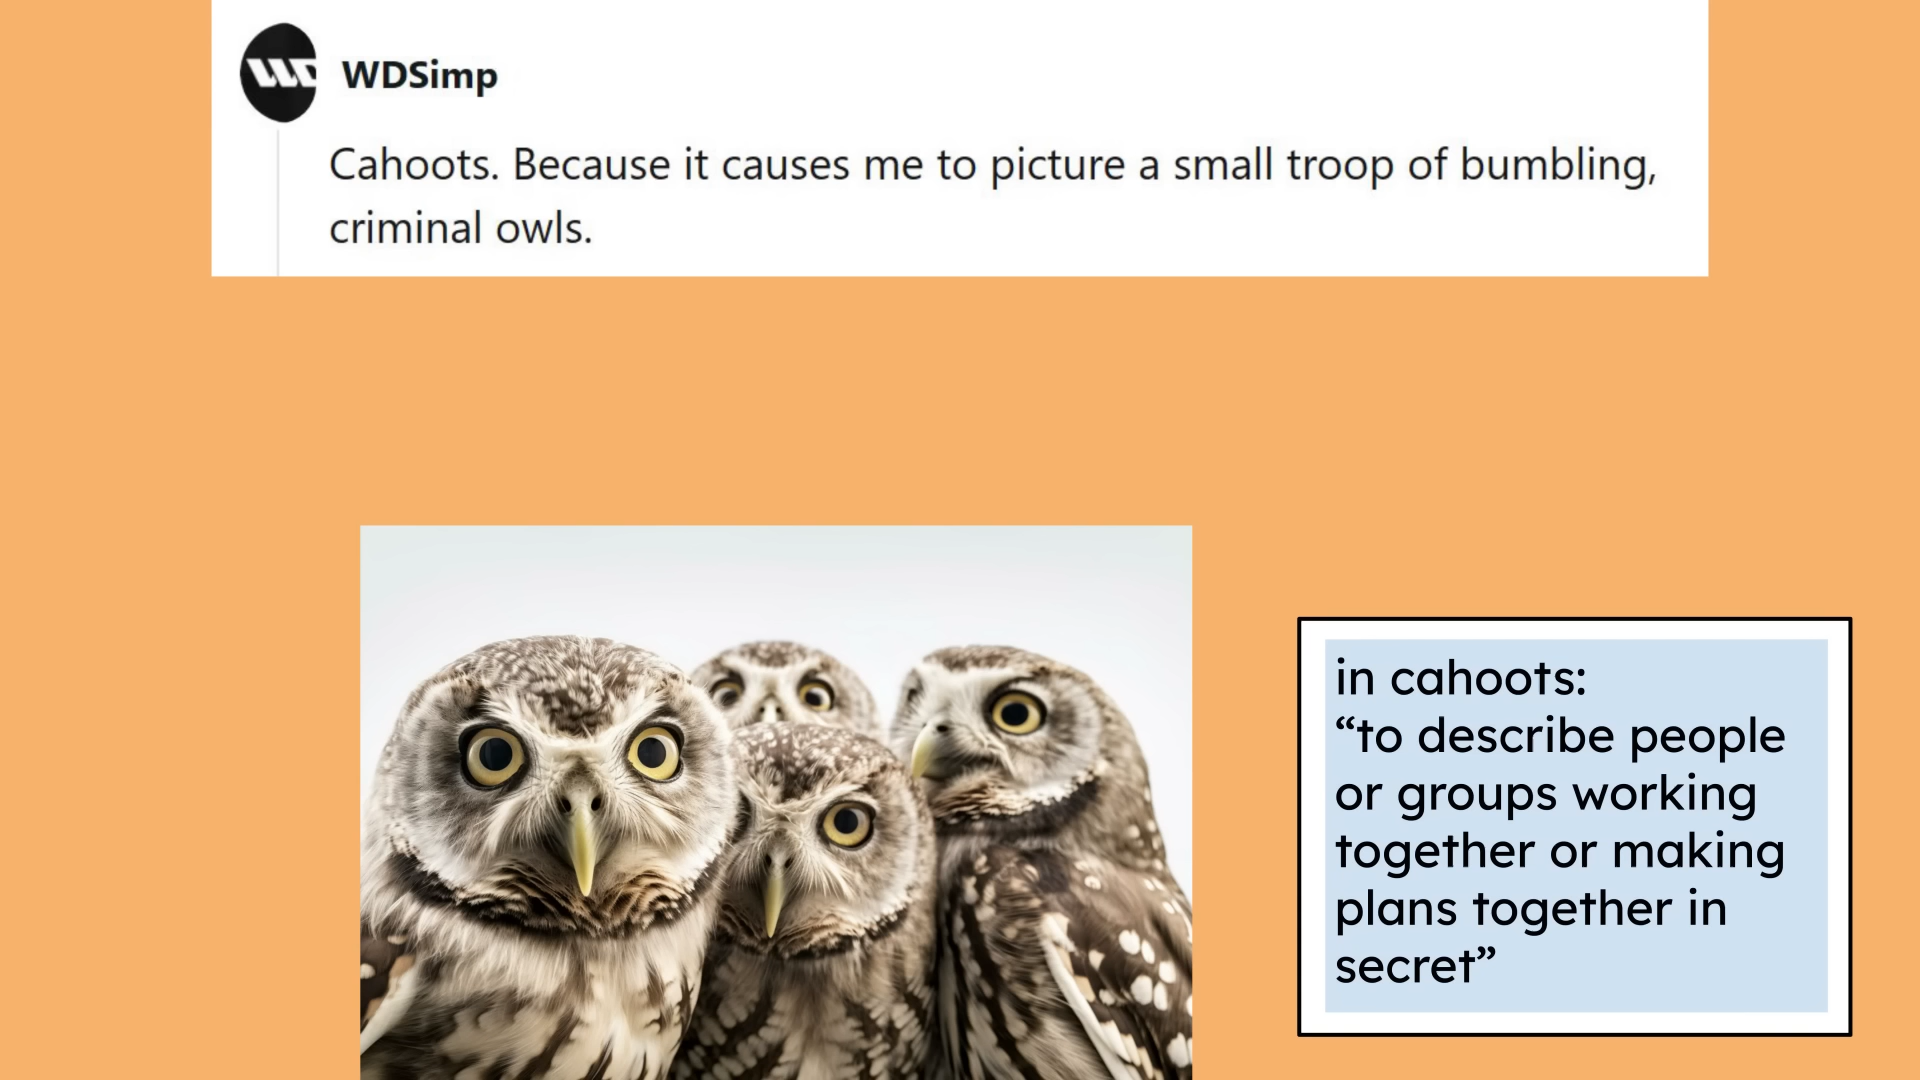 WD
WDSimp
Cahoots. Because it causes me to picture a small troop of bumbling,
criminal owls.
in cahoots:
“to describe people
or groups working
together or making
plans together in
secret”